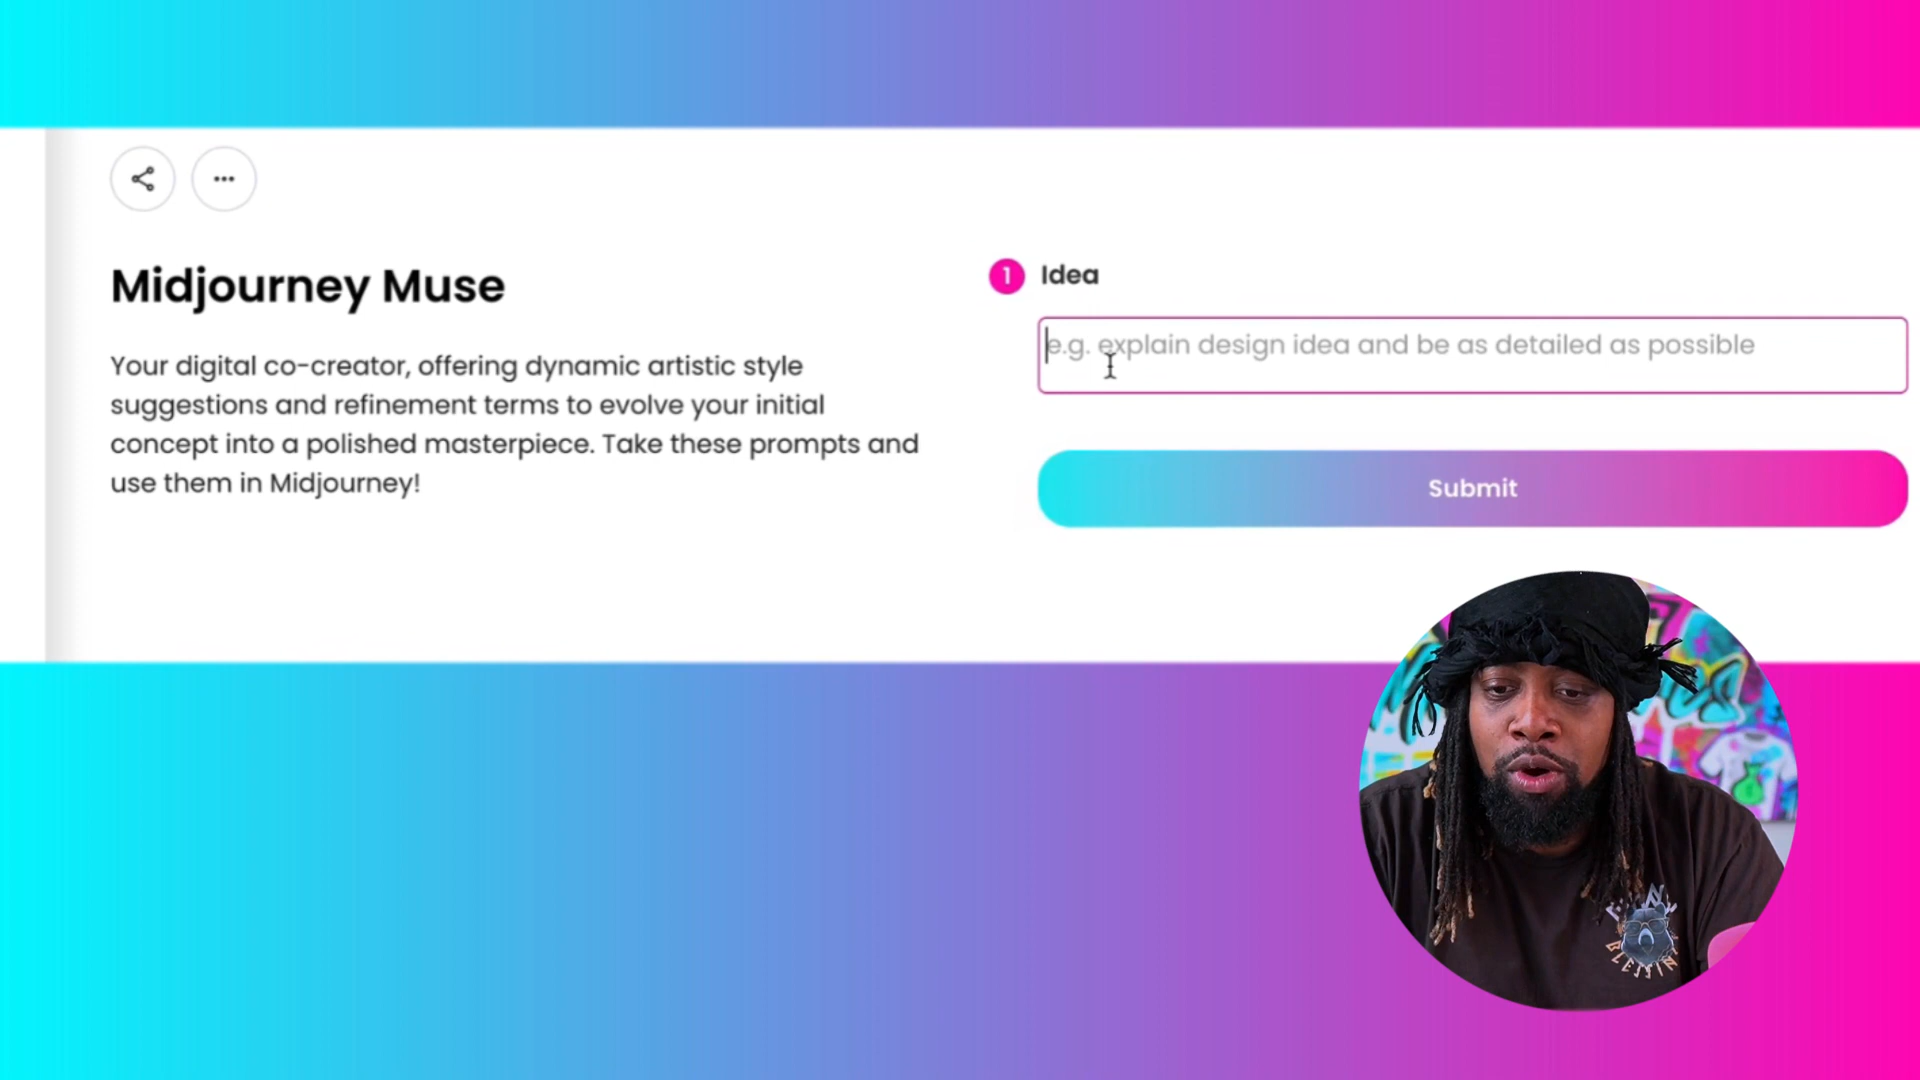 Midjourney Muse
Your digital co-creator, offering dynamic artistic style
suggestions and refinement terms to evolve your initial
concept into a polished masterpiece. Take these prompts and
use them in Midjourney!
1 Idea
e.g. explain design idea and be as detailed as possible
Submit